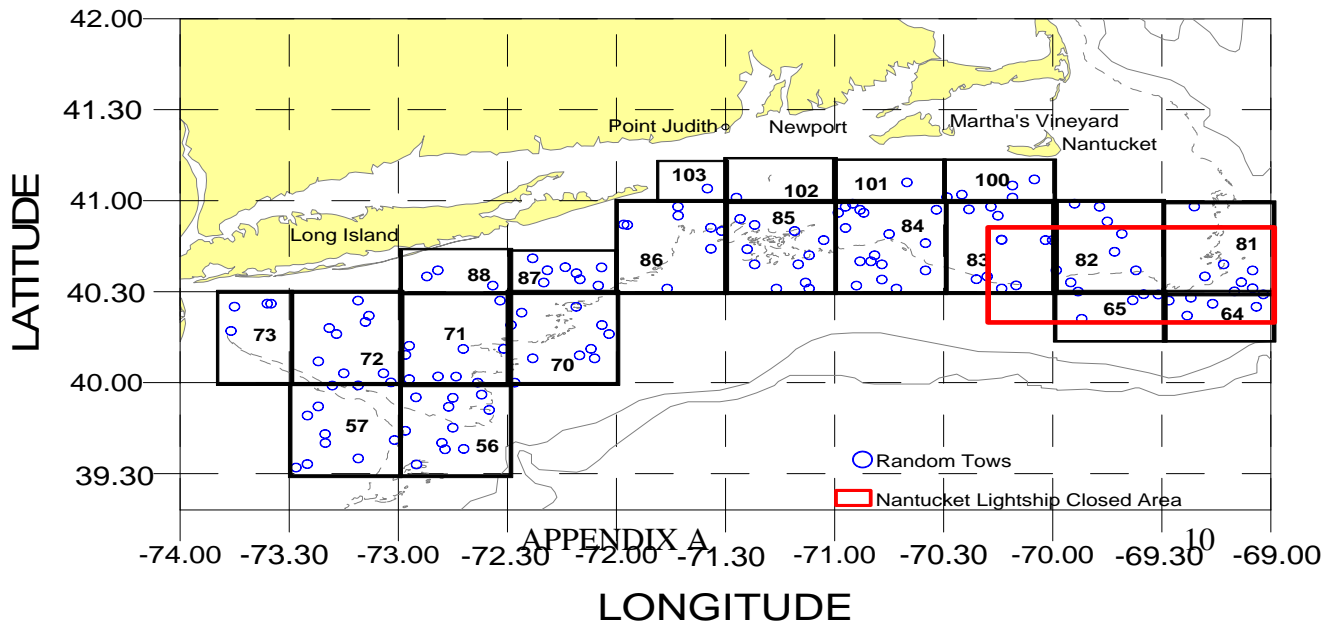 42.00
41.30
41.00
40.30
40.00
39.30
LATITUDE
Point Judith
Newport
Martha's Vineyard
Nantucket
Long Island
103
102
101
100
86
85
84
83
82
81
88
87
73
72
71
70
65
64
57
56
Random Tows
Nantucket Lightship Closed Area
APPENDIX A
10
-74.00 -73.30 -73.00 -72.30 -72.00 -71.30 -71.00 -70.30 -70.00 -69.30 -69.00
LONGITUDE